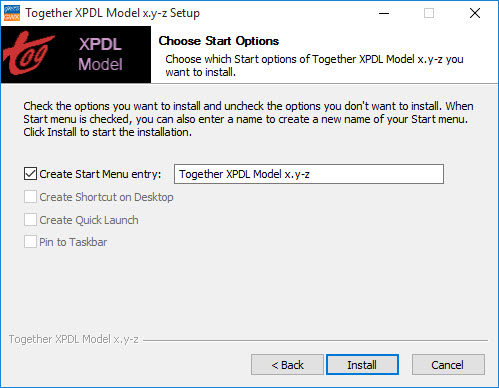 Together XPDL Model x.y-z Setup
Tog
XPDL
Model
Choose Start Options
Choose which Start options of Together XPDL Model x.y-z you
want to install.
Check the options you want to install and uncheck the options you don't want to install. When
Start menu is checked, you can also enter a name to create a new name of your Start menu.
Click Install to start the installation.
Create Start Menu entry: Together XPDL Model x.y-z
Create Shortcut on Desktop
Create Quick Launch
Pin to Taskbar
Together XPDL Model x.y-z
< Back Install Cancel